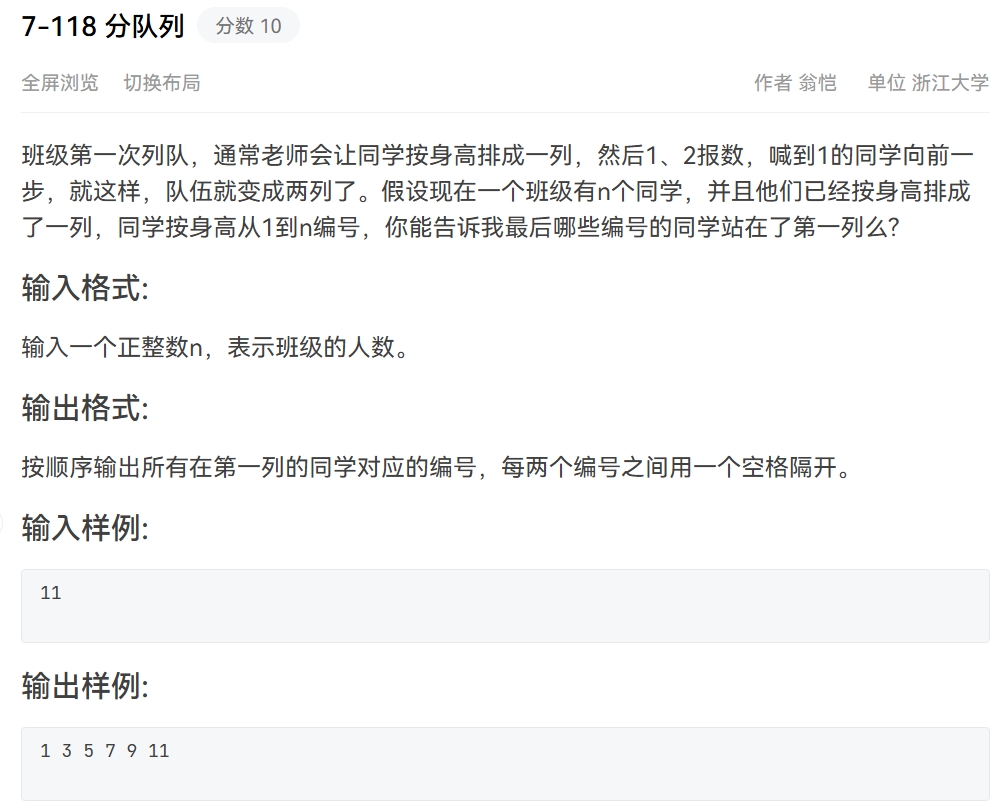 7-118 分队列 分数 10
全屏浏览 切换布局 作者 翁恺 单位 浙江大学
班级第一次列队，通常老师会让同学按身高排成一列，然后1、2报数，喊到1的同学向前一
步，就这样，队伍就变成两列了。假设现在一个班级有n个同学，并且他们已经按身高排成
了一列，同学按身高从1到n编号，你能告诉我最后哪些编号的同学站在了第一列么？
输入格式:
输入一个正整数n，表示班级的人数。
输出格式:
按顺序输出所有在第一列的同学对应的编号，每两个编号之间用一个空格隔开。
输入样例:
11
输出样例:
1 3 5 7 9 11